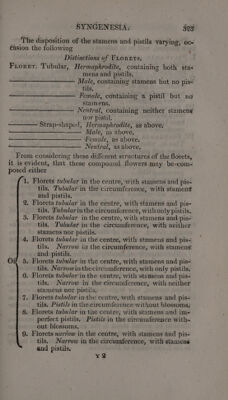 SYNGENESIA. 323
The disposition of the stamens and pistils varying, oc-
casion the following
Distinctions of FLORETS.
FLORET. Tubular, Hermaphrodite, containing both sta-
mens and pistils.
Male, containing stamens but no pis-
tils.
Female, containing a pistil but no
stamens.
Neutral, containing neither stamens
nor pistil.
Strap-shaped, Hermaphrodite, as above.
Male, as above.
Female, as above.
Neutral, as above.
From considering these different structures of the florets,
it is evident, that these compound flowers may be com-
posed either
1. Florets tubular in the centre, with stamens and pis-
tils. Tubular in the circumference, with stamens
and pistils.
2. Florets tubular in the centre, with stamens and pis-
tils. Tubular in the circumference, with only pistils.
3. Florets tubular in the centre, with stamens and pis-
tils. Tubular in the circumference, with neither
stamens nor pistils.
4. Florets tubular in the centre, with stamens and pis-
tils. Narrow in the circumference, with stamens
and pistils.
Of 5. Florets tubular in the centre, with stamens and pis-
tils. Narrow in the circumference, with only pistils.
6. Florets tubular in the centre, with stamens and pis-
tils. Narrow in the circumference, with neither
stamens nor pistils.
7. Florets tubular in the centre, with stamens and pis-
tils. Pistils in the circumference without blossoms.
8. Florets tubular in the centre, with stamens and im-
perfect pistils. Pistils in the circumference with-
out blossoms.
9. Florets narrow in the centre, with stamens and pis-
tils. Narrow in the circumference, with stamens
and pistils.
Y 2